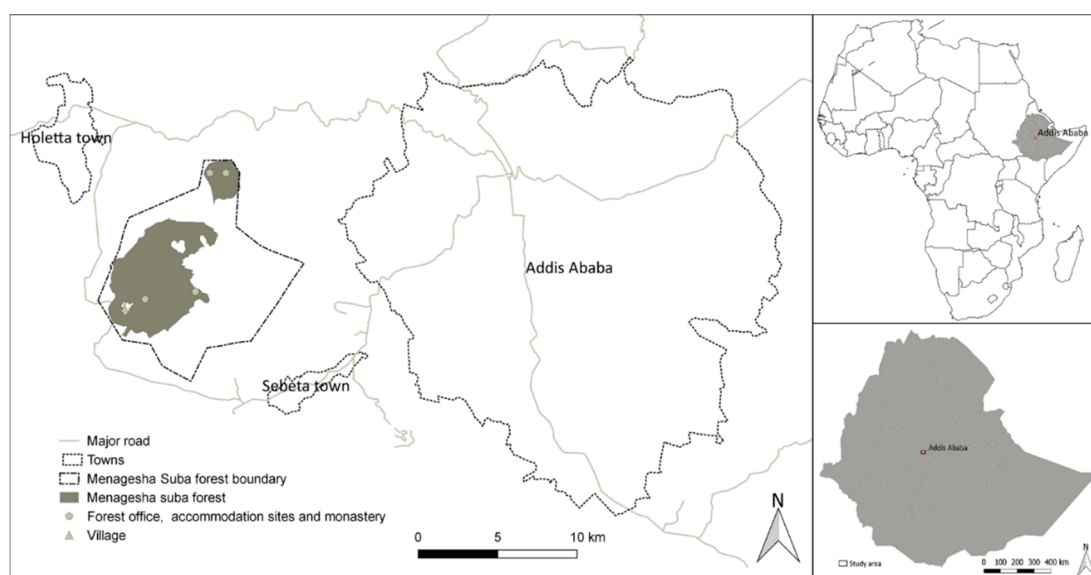 Holetta town
Addis Ababa
Sebeta town
Major road
Towns
Menagesha Suba forest boundary
Menagesha suba forest
Forest office, accommodation sites and monastery
Village
0 5 10 km
N
Addis Ababa
Addis Ababa
Study area
0 100 200 300 400 km
N